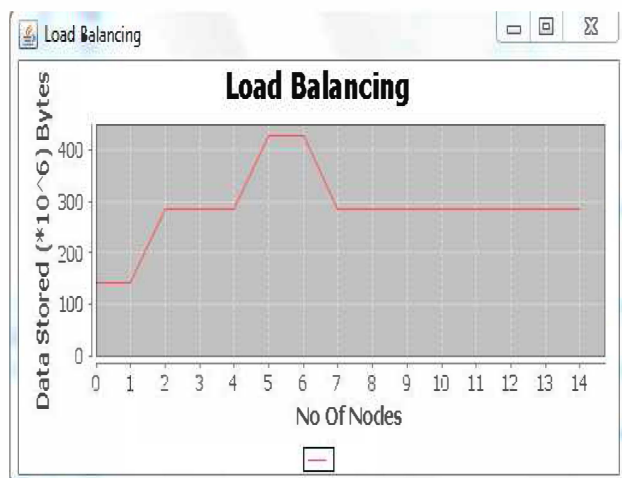 Load Balancing
Load Balancing
Data Stored (*10^6) Bytes
400
300
200
100
0
0 1 2 3 4 5 6 7 8 9 10 11 12 13 14
No Of Nodes